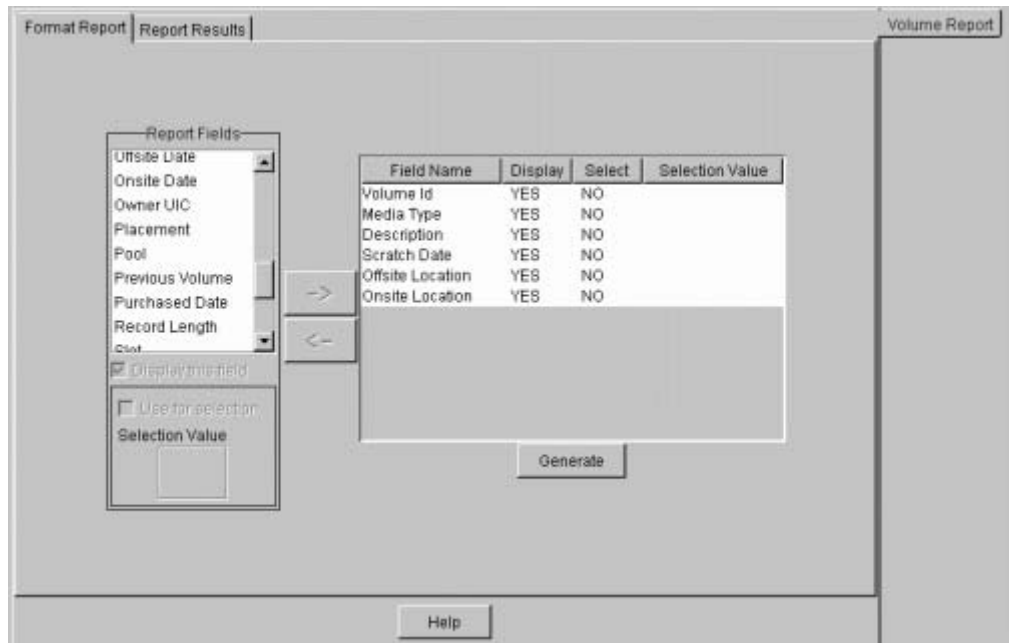 Format Report Report Results Volume Report
Report Fields
Offsite Date
Onsite Date
Owner UIC
Placement
Pool
Previous Volume
Purchased Date
Record Length
Slot
Display this field
Use for selection
Selection Value
-->
<--
Field Name Display Select Selection Value
Volume Id YES NO
Media Type YES NO
Description YES NO
Scratch Date YES NO
Offsite Location YES NO
Onsite Location YES NO
Generate
Help